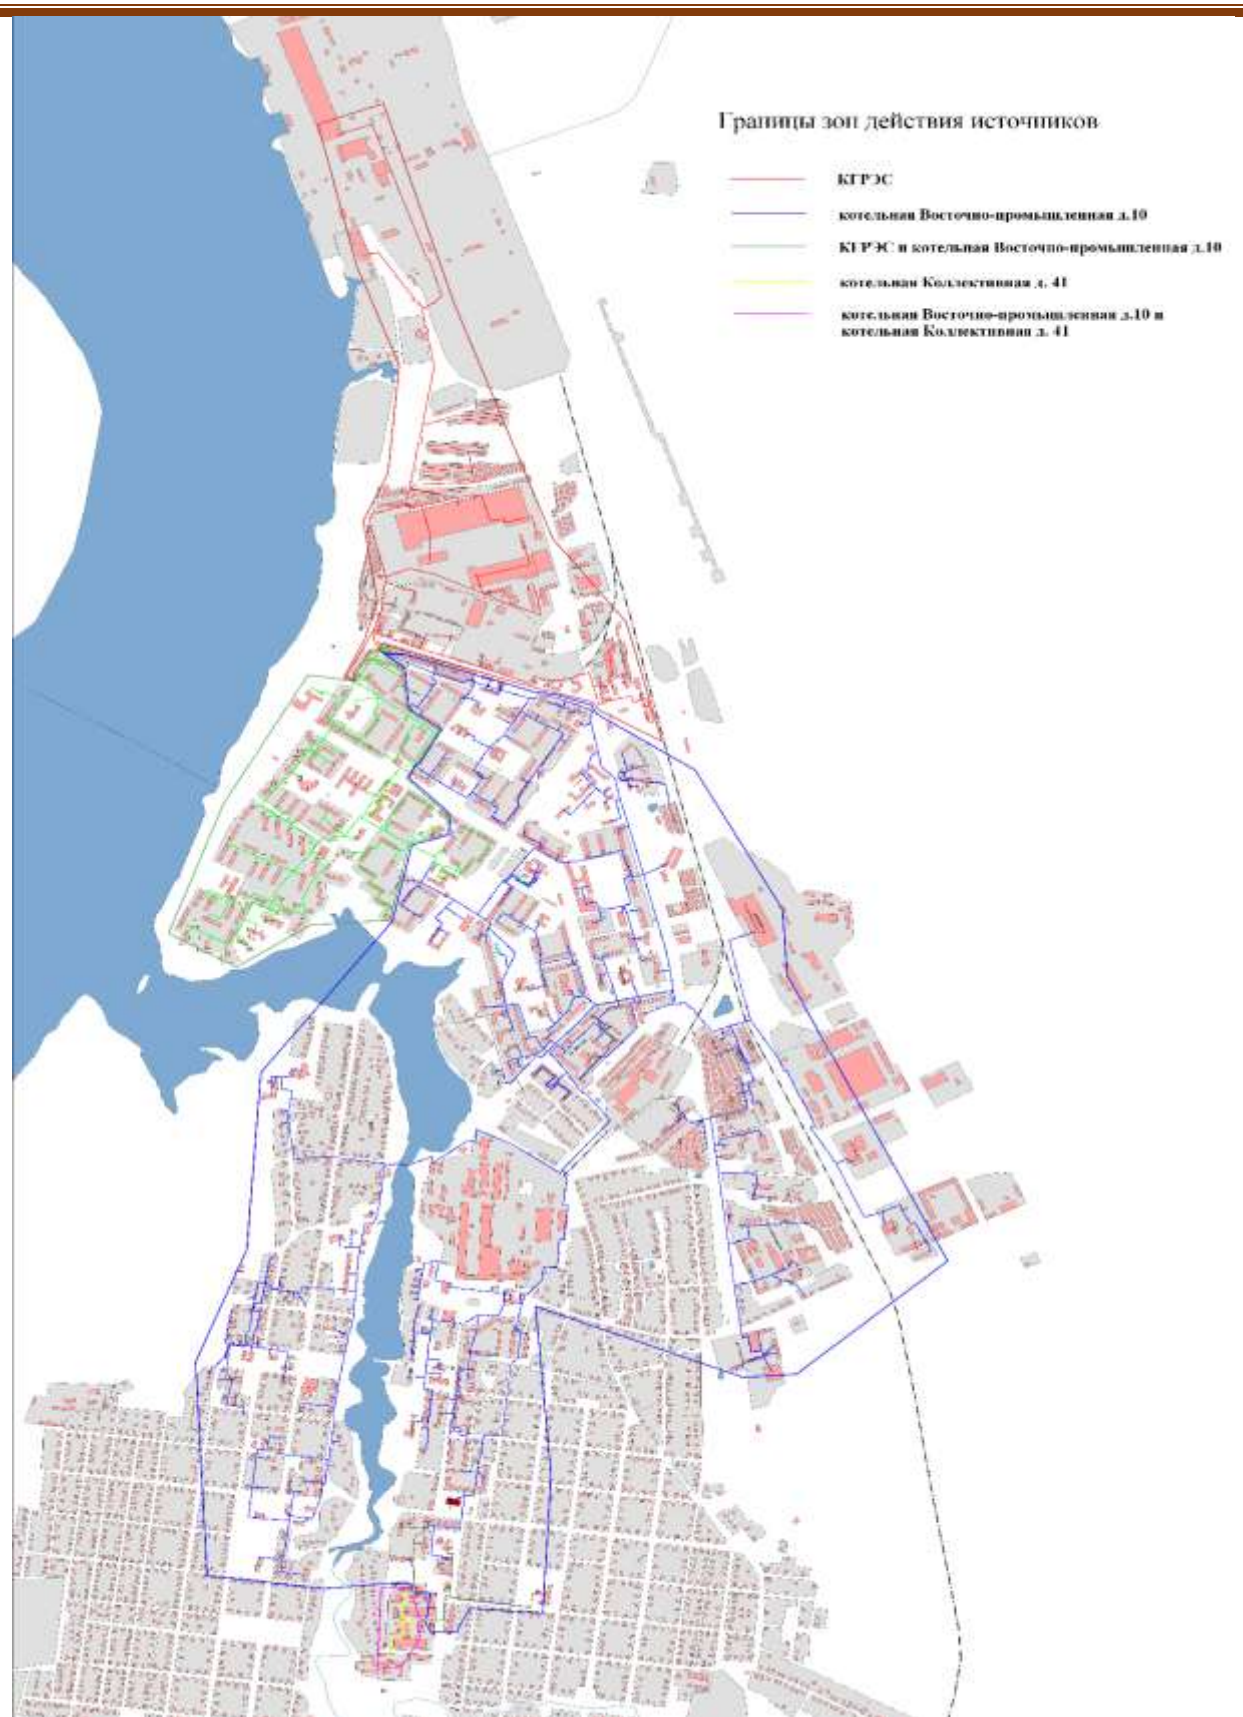 Границы зон действия источников
КГРЭС
котельная Восточно-промышленная д.10
КГРЭС и котельная Восточно-промышленная д.10
котельная Коллективная д. 41
котельная Восточно-промышленная д.10 и
котельная Коллективная д. 41